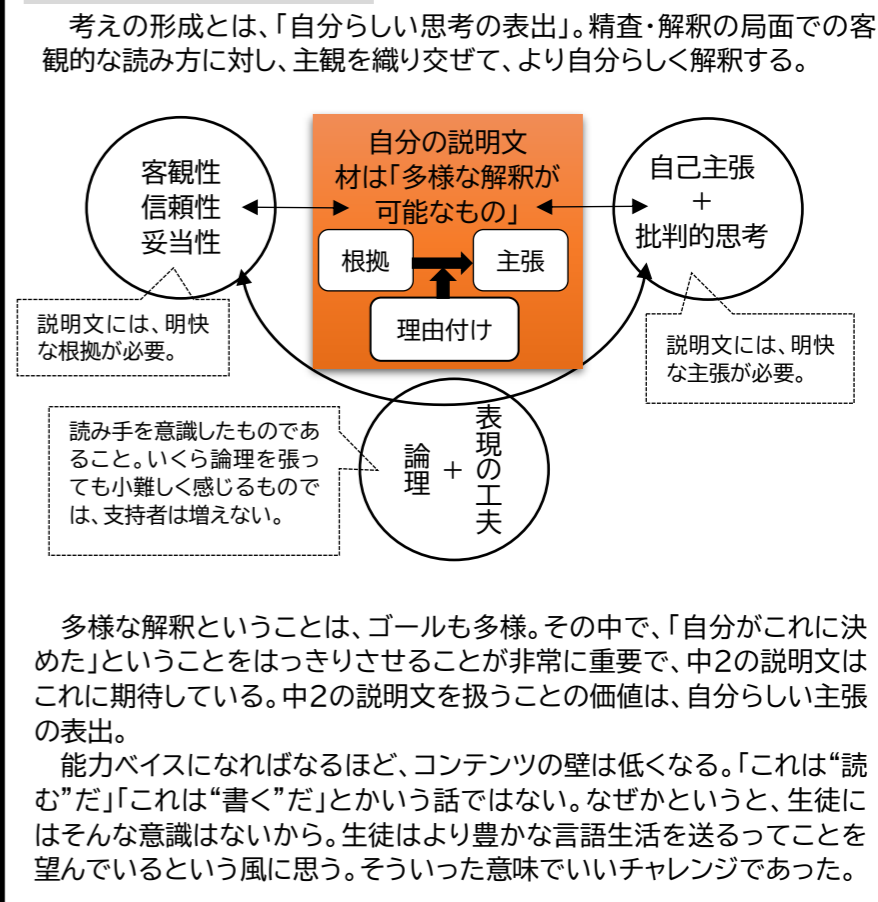 考えの形成とは、「自分らしい思考の表出」。精査・解釈の局面での客
観的な読み方に対し、主観を織り交ぜて、より自分らしく解釈する。
客観性
信頼性
妥当性
自分の説明文
材は「多様な解釈が
可能なもの」
根拠
主張
理由付け
自己主張
＋
批判的思考
説明文には、明快
な根拠が必要。
説明文には、明快
な主張が必要。
読み手を意識したものであ
ること。いくら論理を張っ
ても小難しく感じるもので
は、支持者は増えない。
論理
＋
表現の工夫
多様な解釈ということは、ゴールも多様。その中で、「自分がこれに決
めた」ということをはっきりさせることが非常に重要で、中２の説明文は
これに期待している。中２の説明文を扱うことの価値は、自分らしい主張
の表出。
能力ベイスになればなるほど、コンテンツの壁は低くなる。「これは“読
む”だ」「これは“書く”だ」とかいう話ではない。なぜかというと、生徒に
はそんな意識はないから。生徒はより豊かな言語生活を送るってことを
望んでいるという風に思う。そういった意味でいいチャレンジであった。